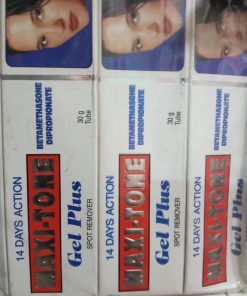 BETAMETHASONE
DIPROPIONATE
30 g
Tube
14 DAYS ACTION
MAXI-TONE
Gel Plus
SPOT REMOVER
BETAMETHASONE
DIPROPIONATE
30 g
Tube
14 DAYS ACTION
MAXI-TONE
Gel Plus
SPOT REMOVER
BETAMETHASONE
DIPROPIONATE
14 DAYS ACTION
MAXI-TONE
Gel Plus